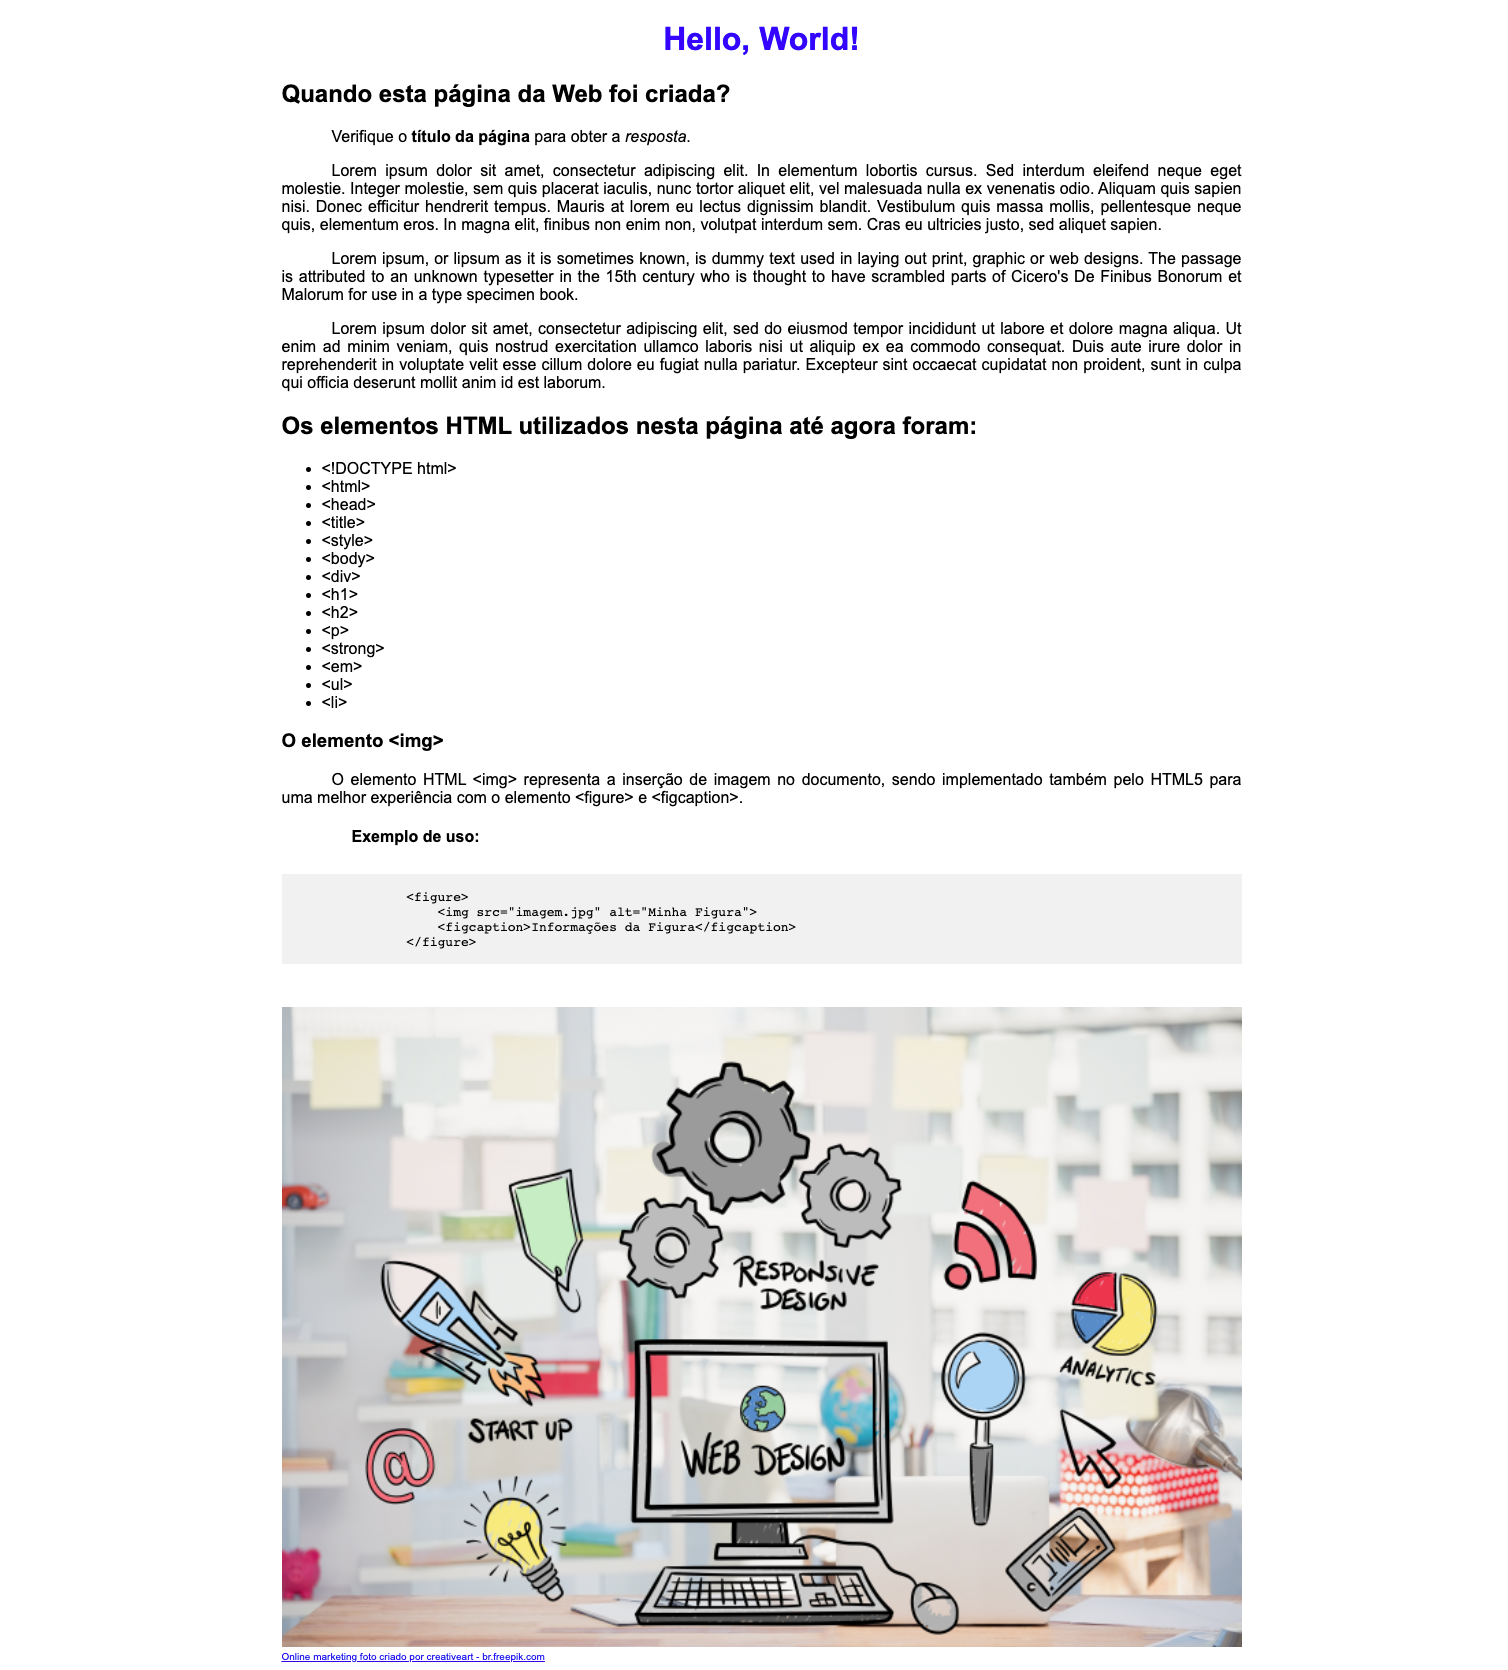 Hello, World!
Quando esta página da Web foi criada?
Verifique o título da página para obter a resposta.
Lorem ipsum dolor sit amet, consectetur adipiscing elit. In elementum lobortis cursus. Sed interdum eleifend neque eget
molestie. Integer molestie, sem quis placerat iaculis, nunc tortor aliquet elit, vel malesuada nulla ex venenatis odio. Aliquam quis sapien
nisi. Donec efficitur hendrerit tempus. Mauris at lorem eu lectus dignissim blandit. Vestibulum quis massa mollis, pellentesque neque
quis, elementum eros. In magna elit, finibus non enim non, volutpat interdum sem. Cras eu ultricies justo, sed aliquet sapien.
Lorem ipsum, or lipsum as it is sometimes known, is dummy text used in laying out print, graphic or web designs. The passage
is attributed to an unknown typesetter in the 15th century who is thought to have scrambled parts of Cicero's De Finibus Bonorum et
Malorum for use in a type specimen book.
Lorem ipsum dolor sit amet, consectetur adipiscing elit, sed do eiusmod tempor incididunt ut labore et dolore magna aliqua. Ut
enim ad minim veniam, quis nostrud exercitation ullamco laboris nisi ut aliquip ex ea commodo consequat. Duis aute irure dolor in
reprehenderit in voluptate velit esse cillum dolore eu fugiat nulla pariatur. Excepteur sint occaecat cupidatat non proident, sunt in culpa
qui officia deserunt mollit anim id est laborum.
Os elementos HTML utilizados nesta página até agora foram:
• <!DOCTYPE html>
• <html>
• <head>
• <title>
• <style>
• <body>
• <div>
• <h1>
• <h2>
• <p>
• <strong>
• <em>
• <ul>
• <li>
O elemento <img>
O elemento HTML <img> representa a inserção de imagem no documento, sendo implementado também pelo HTML5 para
uma melhor experiência com o elemento <figure> e <figcaption>.
Exemplo de uso:
<figure>
<img src="imagem.jpg" alt="Minha Figura">
<figcaption>Informações da Figura</figcaption>
</figure>
RESPONSIVE
DESIGN
ANALYTICS
START UP
WEB DESIGN
@
Online marketing foto criado por creativeart - br.freepik.com